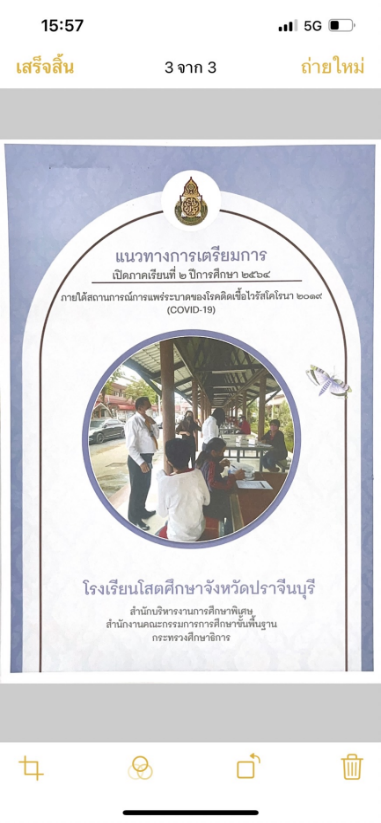 15:57
5G
เสร็จสิ้น
3 จาก 3
ถ่ายใหม่
แนวทางการเตรียมการ
เปิดภาคเรียนที่ ๒ ปีการศึกษา ๒๕๖๔
ภายใต้สถานการณ์การแพร่ระบาดของโรคติดเชื้อไวรัสโคโรนา ๒๐๑๙
(COVID-19)
โรงเรียนโสตศึกษาจังหวัดปราจีนบุรี
สำนักบริหารงานการศึกษาพิเศษ
สำนักงานคณะกรรมการการศึกษาขั้นพื้นฐาน
กระทรวงศึกษาธิการ